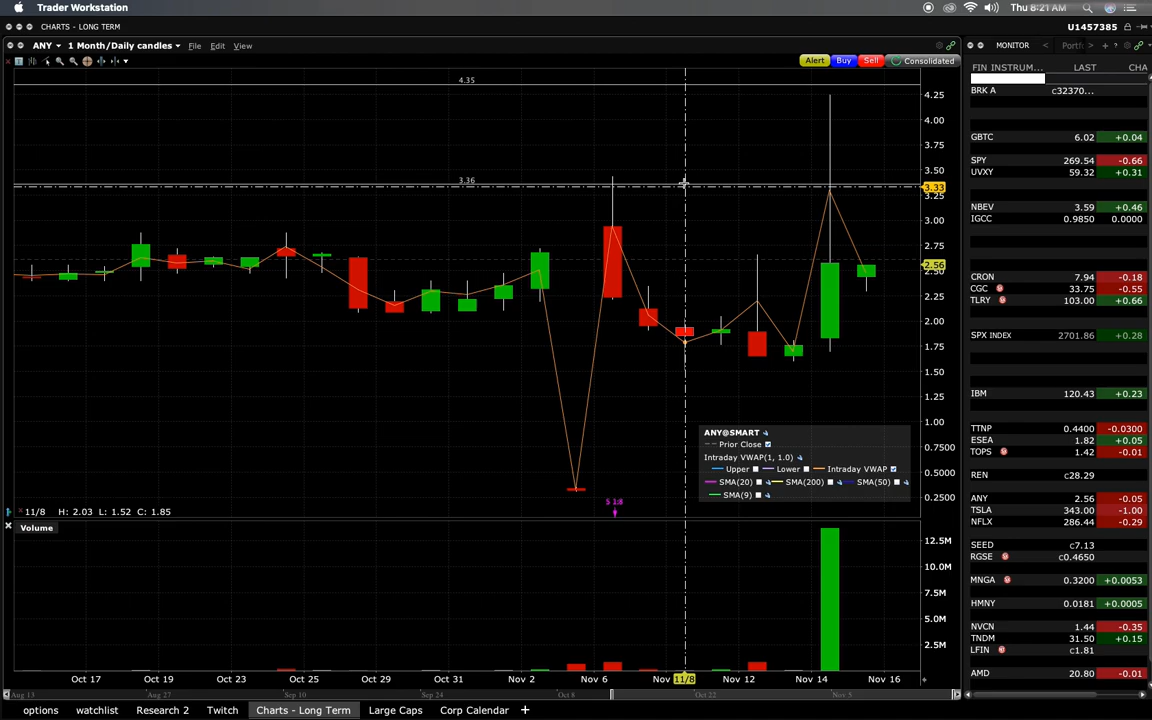 Trader Workstation
Thu 8:21 AM
CHARTS - LONG TERM
U1457385
ANY 1 Month/Daily candles File Edit View
MONITOR Portf
Alert Buy Sell Consolidated
FIN INSTRUM... LAST CHA
4.35
3.36
4.25
4.00
3.75
3.50
3.33
3.25
3.00
2.75
2.56
2.50
2.25
2.00
1.75
1.50
1.25
1.00
0.7500
0.5000
0.2500
BRK A c32370...
GBTC 6.02 +0.04
SPY 269.54 -0.66
UVXY 59.32 +0.31
NBEV 3.59 +0.46
IGCC 0.9850 0.0000
CRON 7.94 -0.18
CGC 33.75 -0.55
TLRY 103.00 +0.66
SPX INDEX 2701.86 +0.28
IBM 120.43 +0.23
TTNP 0.4400 -0.0300
ESEA 1.82 +0.05
TOPS 1.42 -0.01
REN c28.29
ANY 2.56 -0.05
TSLA 343.00 -1.00
NFLX 286.44 -0.29
SEED c7.13
RGSE c0.4650
MNGA 0.3200 +0.0053
HMNY 0.0181 +0.0005
NVCN 1.44 -0.35
TNDM 31.50 +0.15
LFIN c1.81
AMD 20.80 -0.01
ANY@SMART
Prior Close
Intraday VWAP(1, 1.0)
Upper Lower Intraday VWAP
SMA(20) SMA(200) SMA(50)
SMA(9)
S 1:8
11/8 H: 2.03 L: 1.52 C: 1.85
Volume
12.5M
10.0M
7.5M
5.0M
2.5M
Oct 17 Oct 19 Oct 23 Oct 25 Oct 29 Oct 31 Nov 2 Nov 6 Nov 11/8 Nov 12 Nov 14 Nov 16
Aug 13 Aug 27 Sep 10 Sep 24 Oct 8 Oct 22 Nov 5
options watchlist Research 2 Twitch Charts - Long Term Large Caps Corp Calendar +